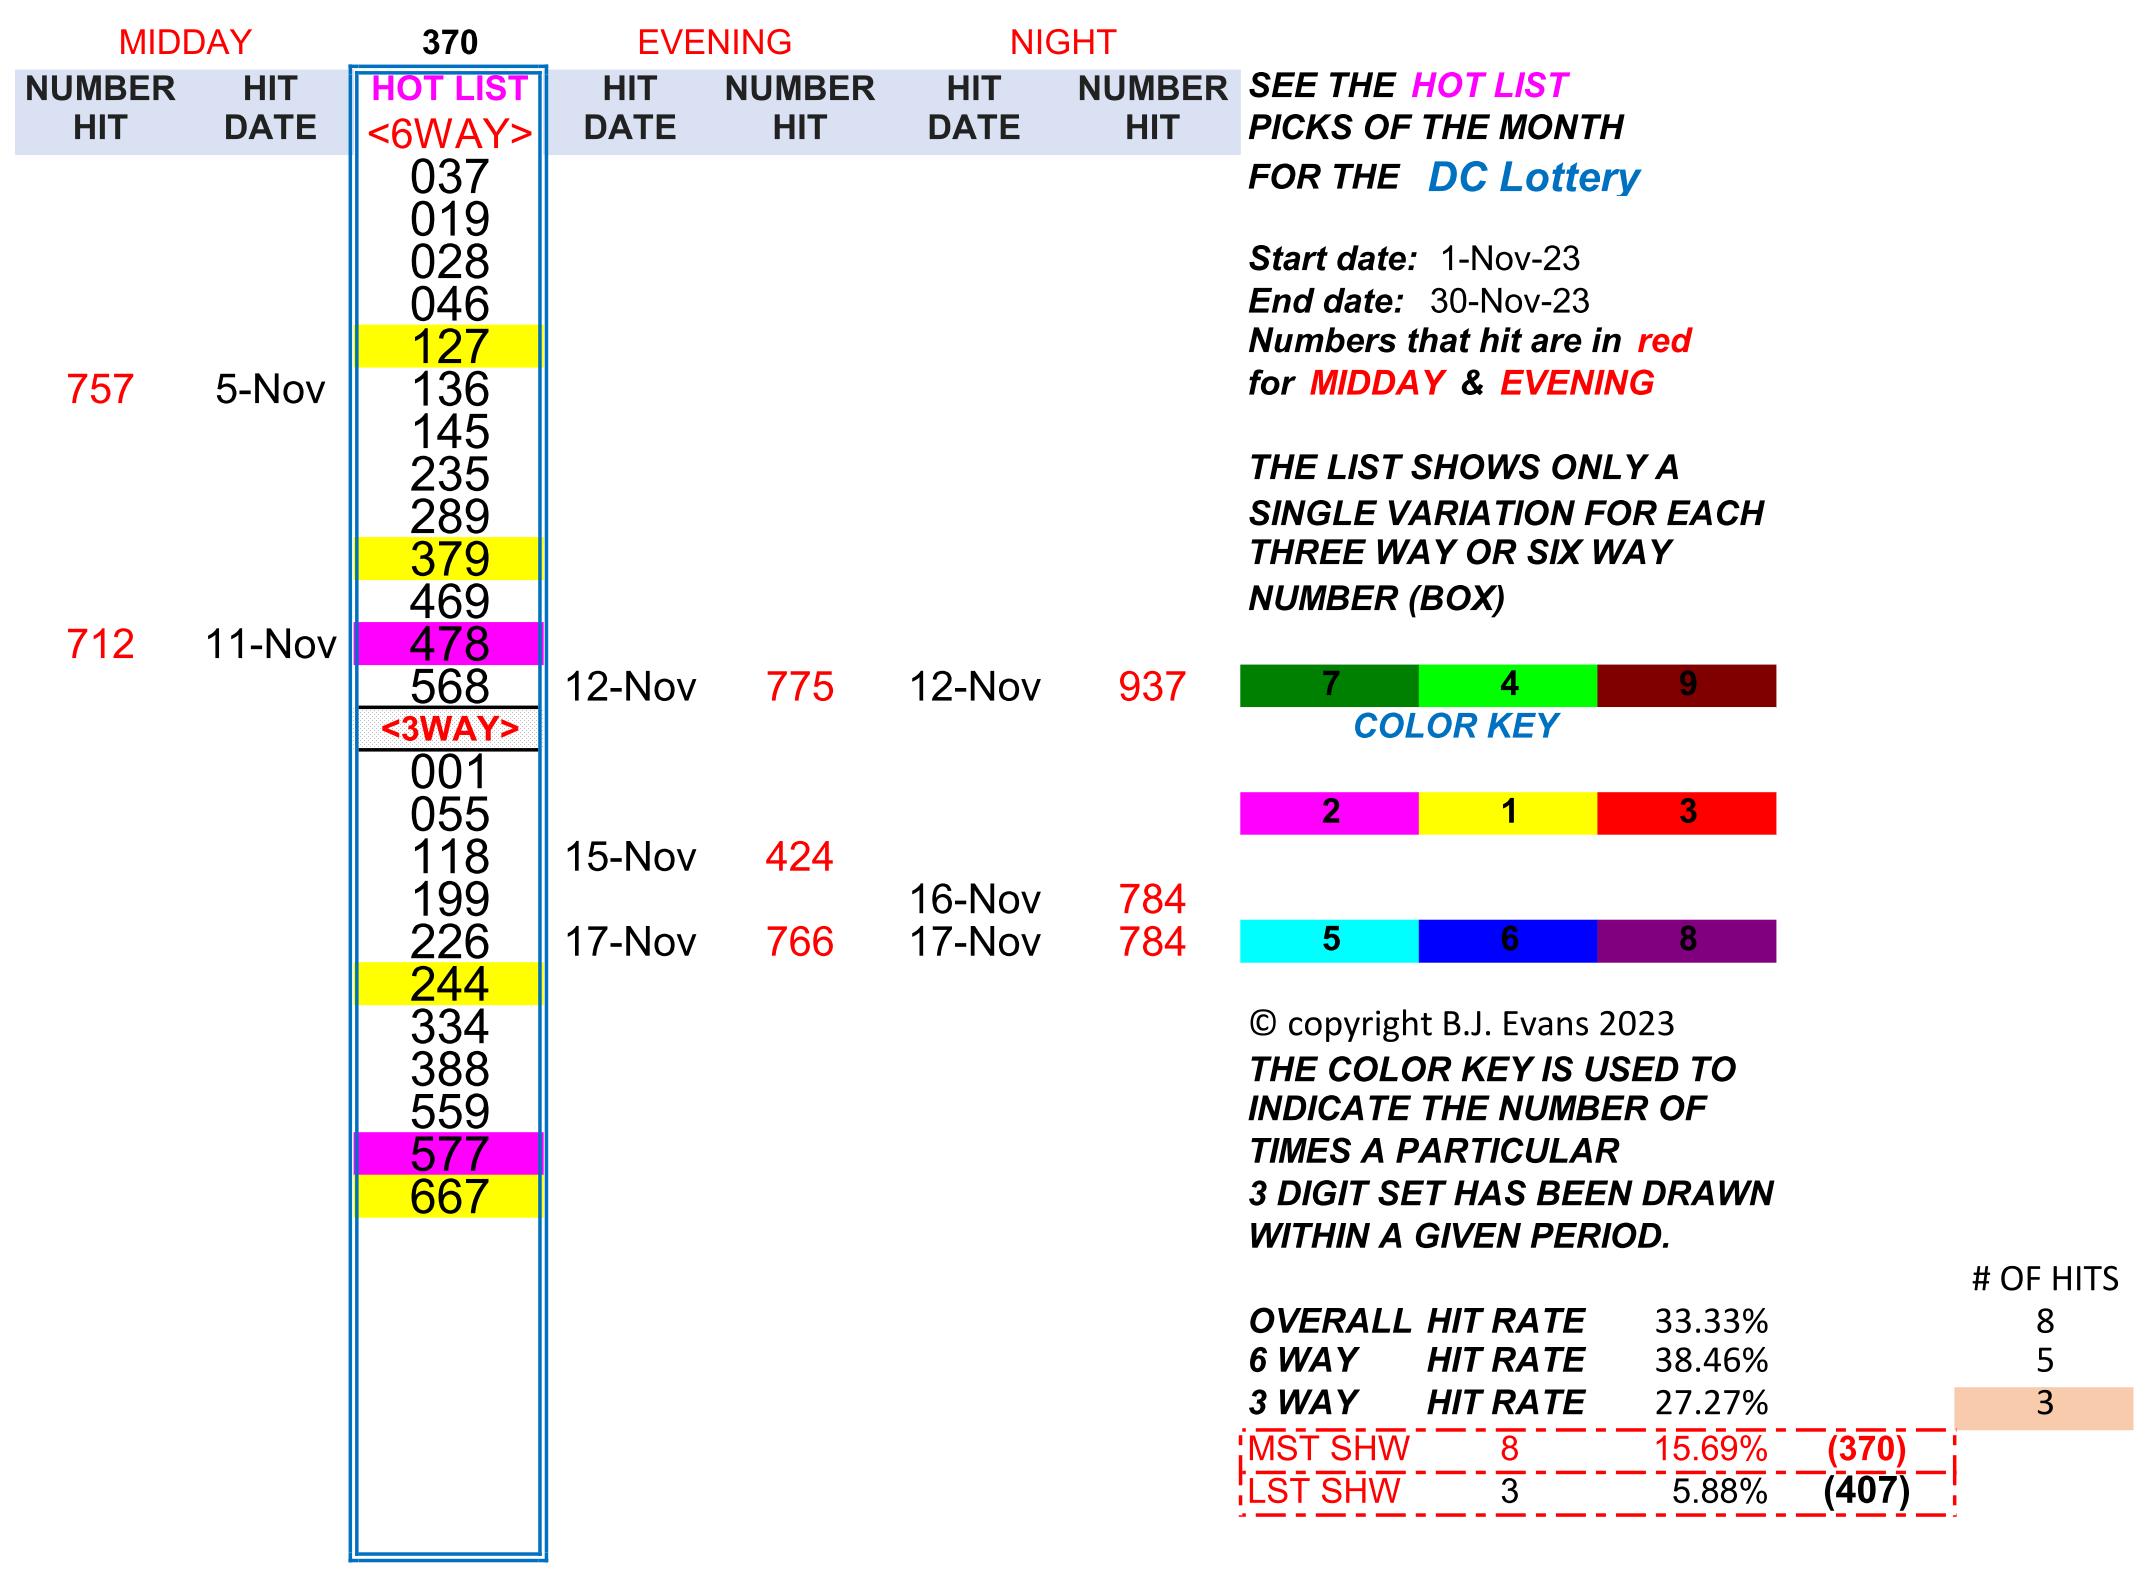 MIDDAY 370 EVENING NIGHT
NUMBER HIT HOT LIST HIT NUMBER HIT NUMBER SEE THE HOT LIST
HIT DATE <6WAY> DATE HIT DATE HIT PICKS OF THE MONTH
037 FOR THE DC Lottery
019
028 Start date: 1-Nov-23
046 End date: 30-Nov-23
127 Numbers that hit are in red
757 5-Nov 136 for MIDDAY & EVENING
145
235 THE LIST SHOWS ONLY A
289 SINGLE VARIATION FOR EACH
379 THREE WAY OR SIX WAY
469 NUMBER (BOX)
712 11-Nov 478
568 12-Nov 775 12-Nov 937 7 4 9
<3WAY> COLOR KEY
001
055 2 1 3
118 15-Nov 424
199 16-Nov 784
226 17-Nov 766 17-Nov 784 5 6 8
244
334 © copyright B.J. Evans 2023
388 THE COLOR KEY IS USED TO
559 INDICATE THE NUMBER OF
577 TIMES A PARTICULAR
667 3 DIGIT SET HAS BEEN DRAWN
WITHIN A GIVEN PERIOD.
# OF HITS
OVERALL HIT RATE 33.33% 8
6 WAY HIT RATE 38.46% 5
3 WAY HIT RATE 27.27% 3
MST SHW 8 15.69% (370)
LST SHW 3 5.88% (407)